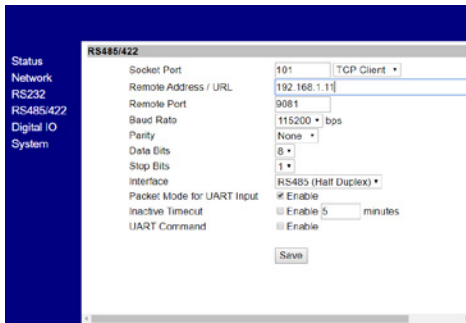 RS485/422
Status
Network
RS232
RS485/422
Digital IO
System
Socket Port 101 TCP Client
Remote Address / URL 192.168.1.11
Remote Port 9081
Baud Rate 115200 bps
Parity None
Data Bits 8
Stop Bits 1
Interface RS485 (Half Duplex)
Packet Mode for UART Input Enable
Inactive Timeout Enable 5 minutes
UART Command Enable
Save